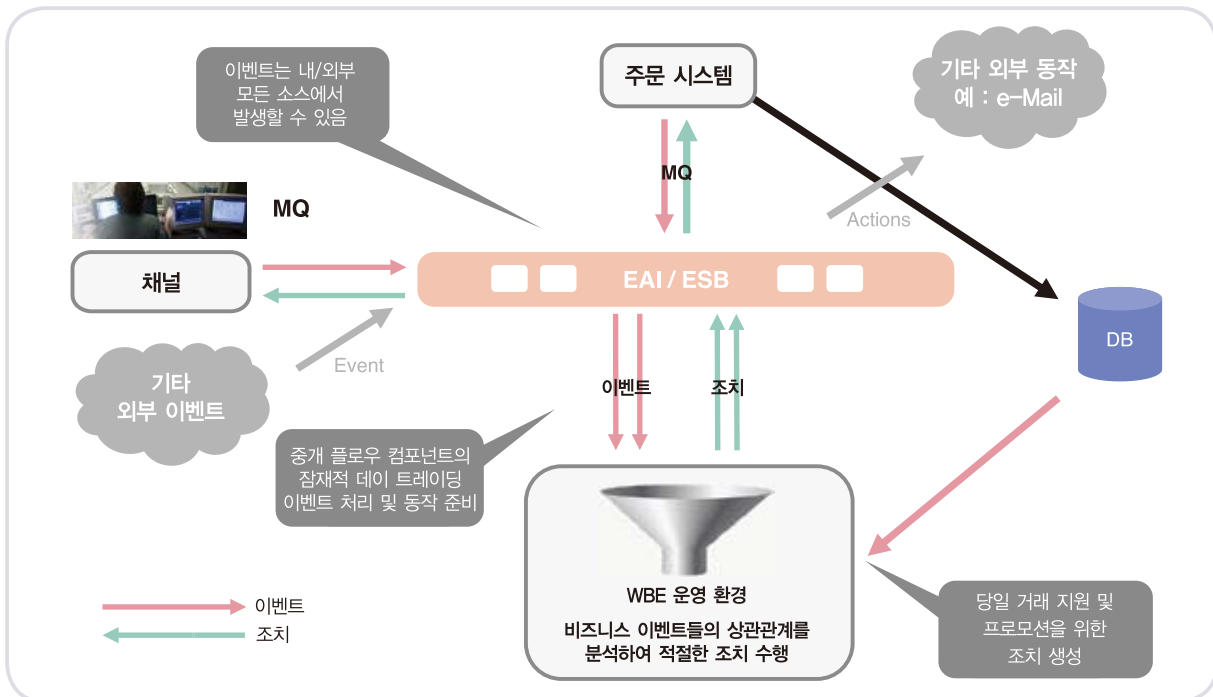 이벤트는 내/외부
모든 소스에서
발생할 수 있음
주문 시스템
기타 외부 동작
예 : e-Mail
MQ
MQ
Actions
채널
EAI / ESB
DB
Event
기타
외부 이벤트
이벤트
조치
중개 플로우 컴포넌트의
잠재적 데이 트레이딩
이벤트 처리 및 동작 준비
WBE 운영 환경
비즈니스 이벤트들의 상관관계를
분석하여 적절한 조치 수행
당일 거래 지원 및
프로모션을 위한
조치 생성
이벤트
조치